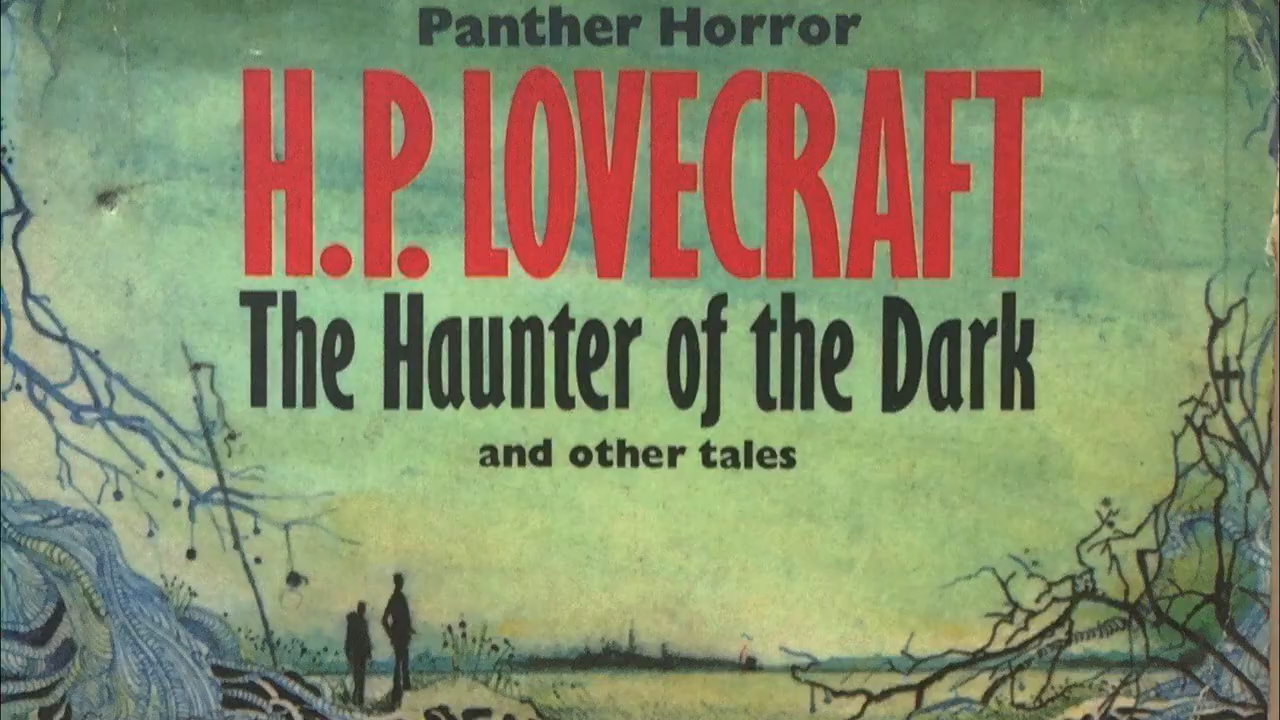 Panther Horror
H.P. LOVECRAFT
The Haunter of the Dark
and other tales